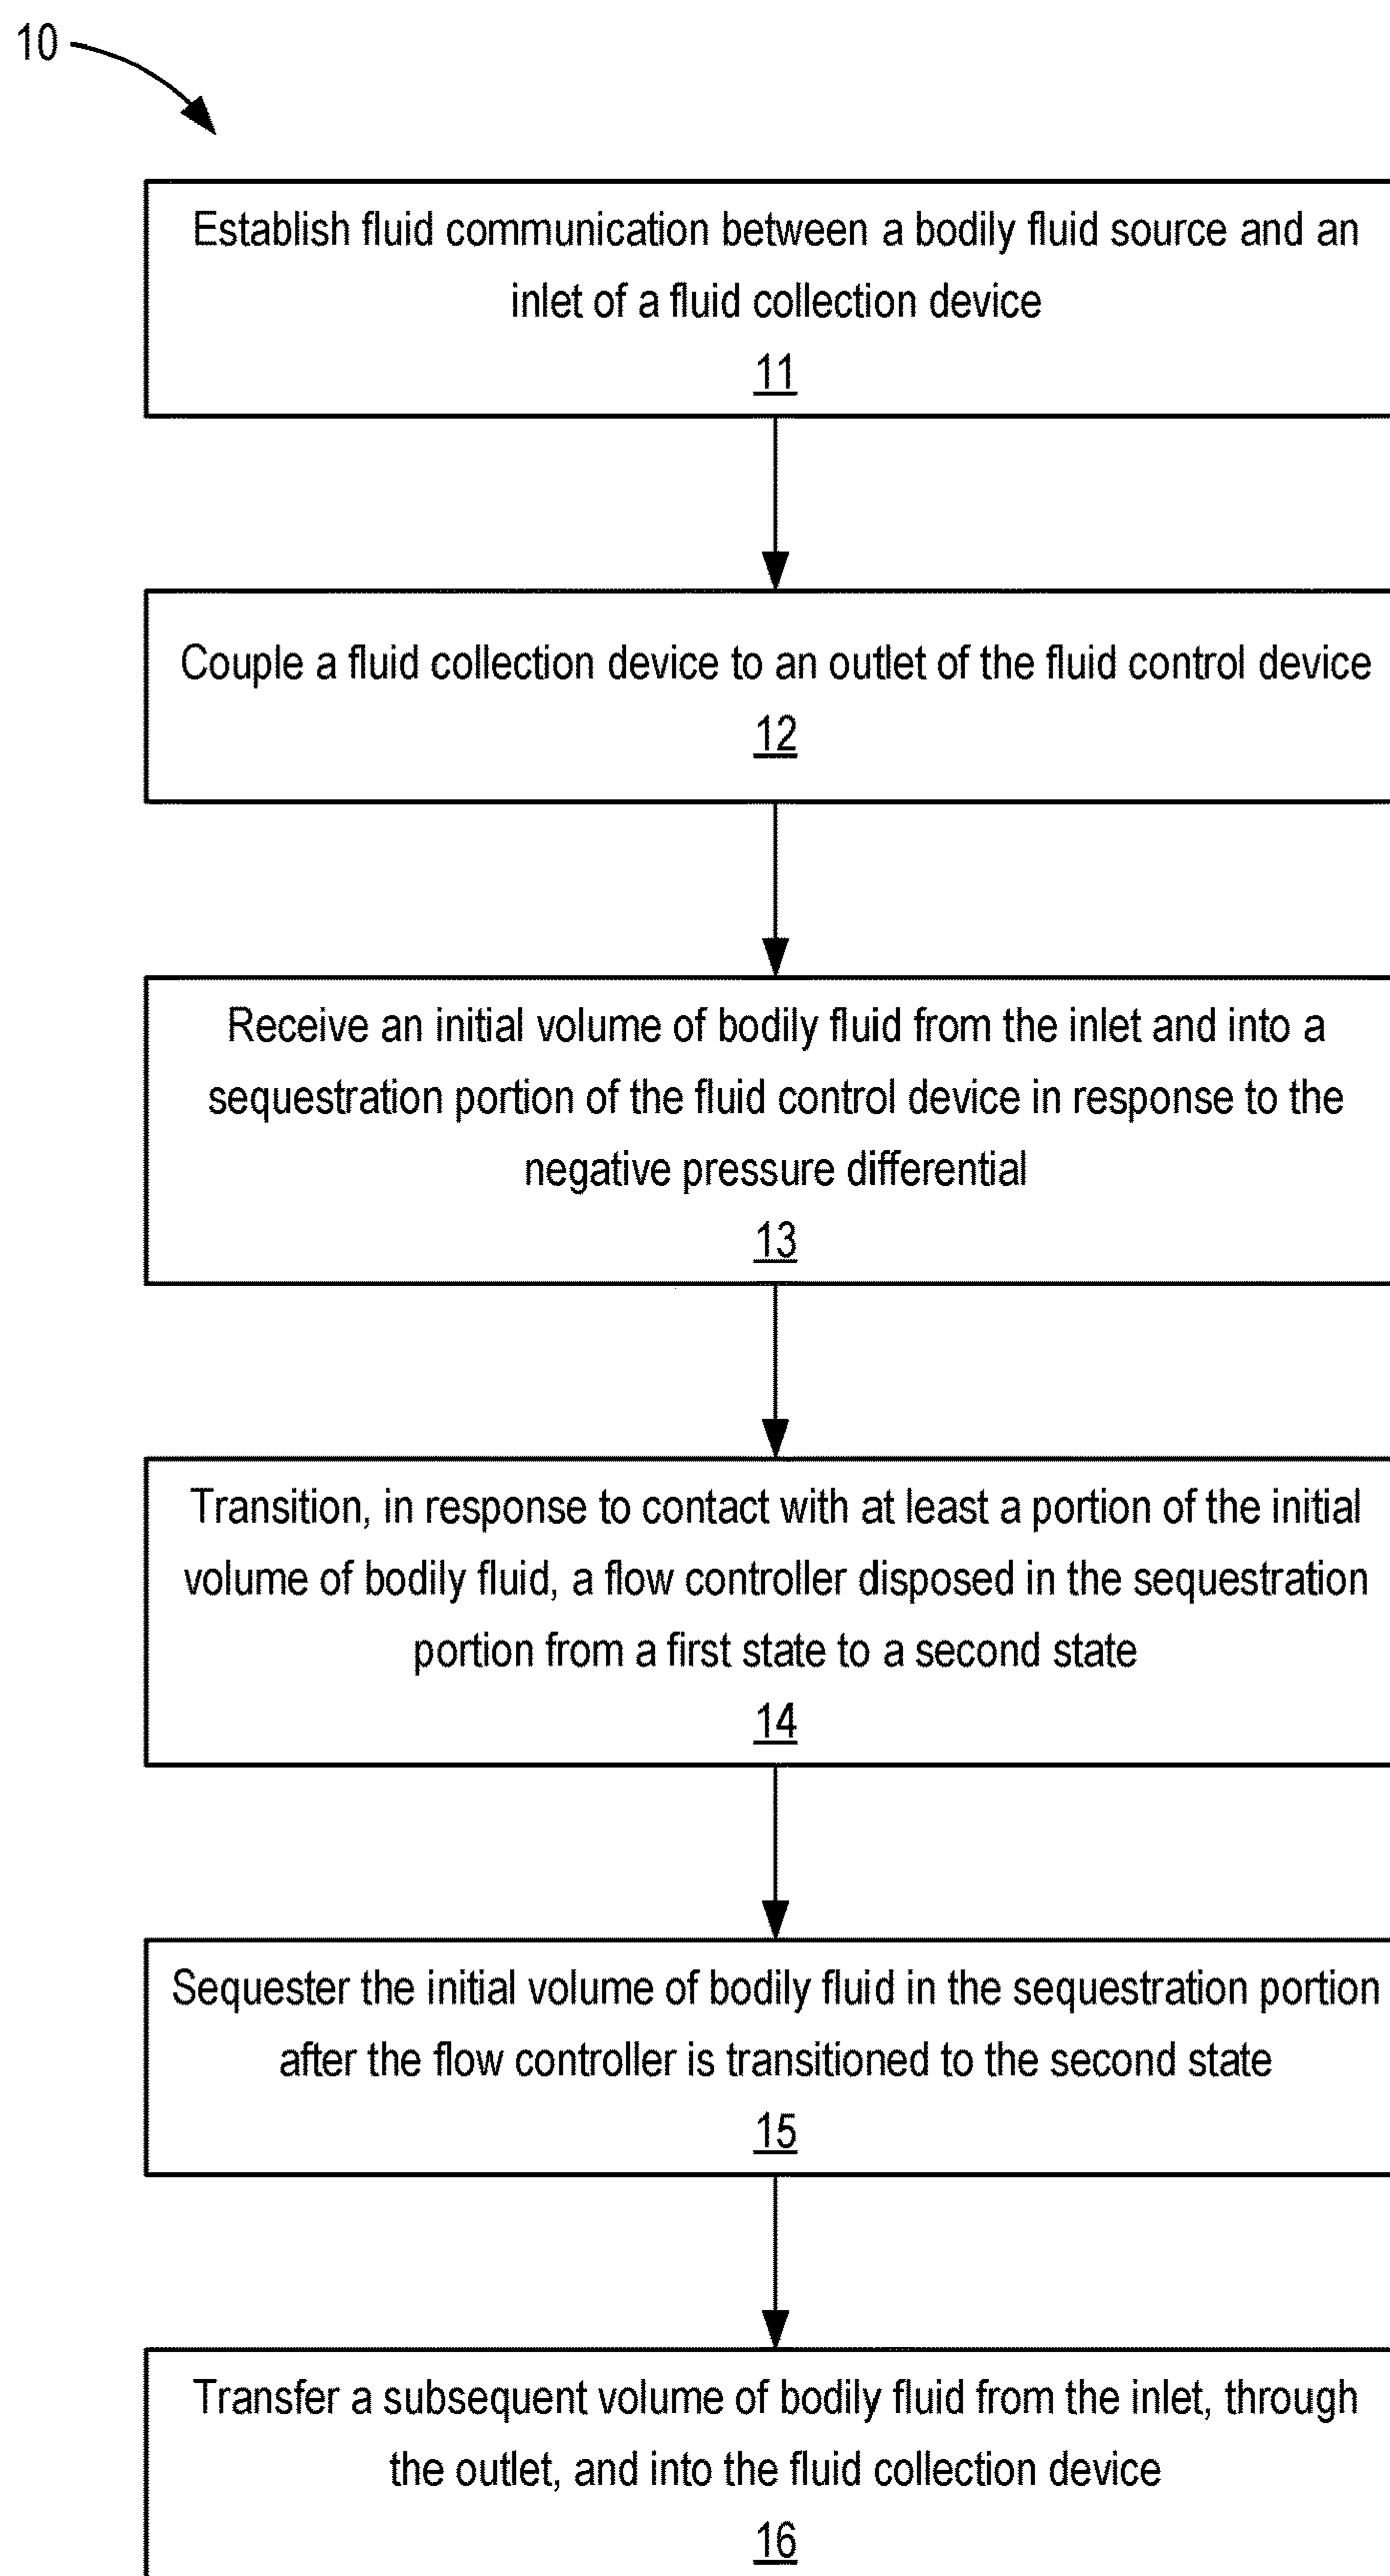 10
Establish fluid communication between a bodily fluid source and an
inlet of a fluid collection device
11
Couple a fluid collection device to an outlet of the fluid control device
12
Receive an initial volume of bodily fluid from the inlet and into a
sequestration portion of the fluid control device in response to the
negative pressure differential
13
Transition, in response to contact with at least a portion of the initial
volume of bodily fluid, a flow controller disposed in the sequestration
portion from a first state to a second state
14
Sequester the initial volume of bodily fluid in the sequestration portion
after the flow controller is transitioned to the second state
15
Transfer a subsequent volume of bodily fluid from the inlet, through
the outlet, and into the fluid collection device
16